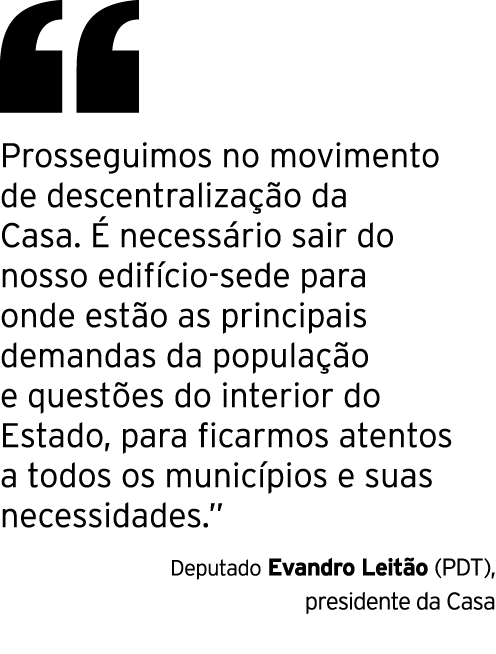 “
Prosseguimos no movimento
de descentralização da
Casa. É necessário sair do
nosso edifício-sede para
onde estão as principais
demandas da população
e questões do interior do
Estado, para ficarmos atentos
a todos os municípios e suas
necessidades.”
Deputado Evandro Leitão (PDT),
presidente da Casa